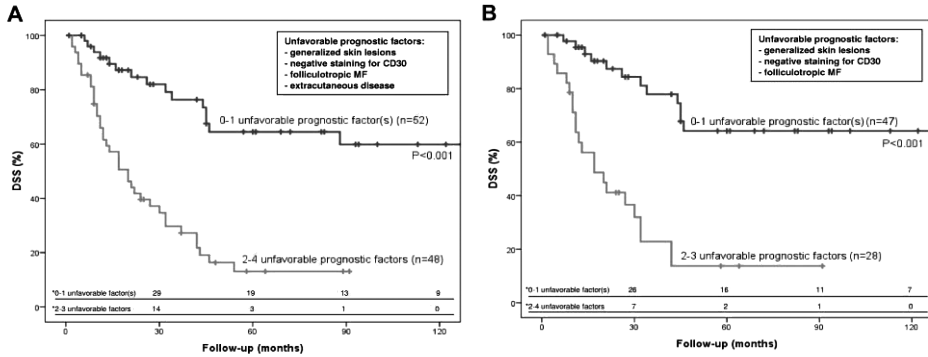 A
Unfavorable prognostic factors:
- generalized skin lesions
- negative staining for CD30
- folliculotropic MF
- extracutaneous disease
0-1 unfavorable prognostic factor(s) (n=52)
P<0.001
2-4 unfavorable prognostic factors (n=48)
DSS (%)
100
80
60
40
20
0
*0-1 unfavorable factor(s) 29 19 13 9
*2-3 unfavorable factors 14 3 1 0
0 30 60 90 120
Follow-up (months)
B
Unfavorable prognostic factors:
- generalized skin lesions
- negative staining for CD30
- folliculotropic MF
0-1 unfavorable prognostic factor(s) (n=47)
P<0.001
2-3 unfavorable prognostic factors (n=28)
DSS (%)
100
80
60
40
20
0
*0-1 unfavorable factor(s) 26 16 11 7
*2-4 unfavorable factors 7 2 1 0
0 30 60 90 120
Follow-up (months)